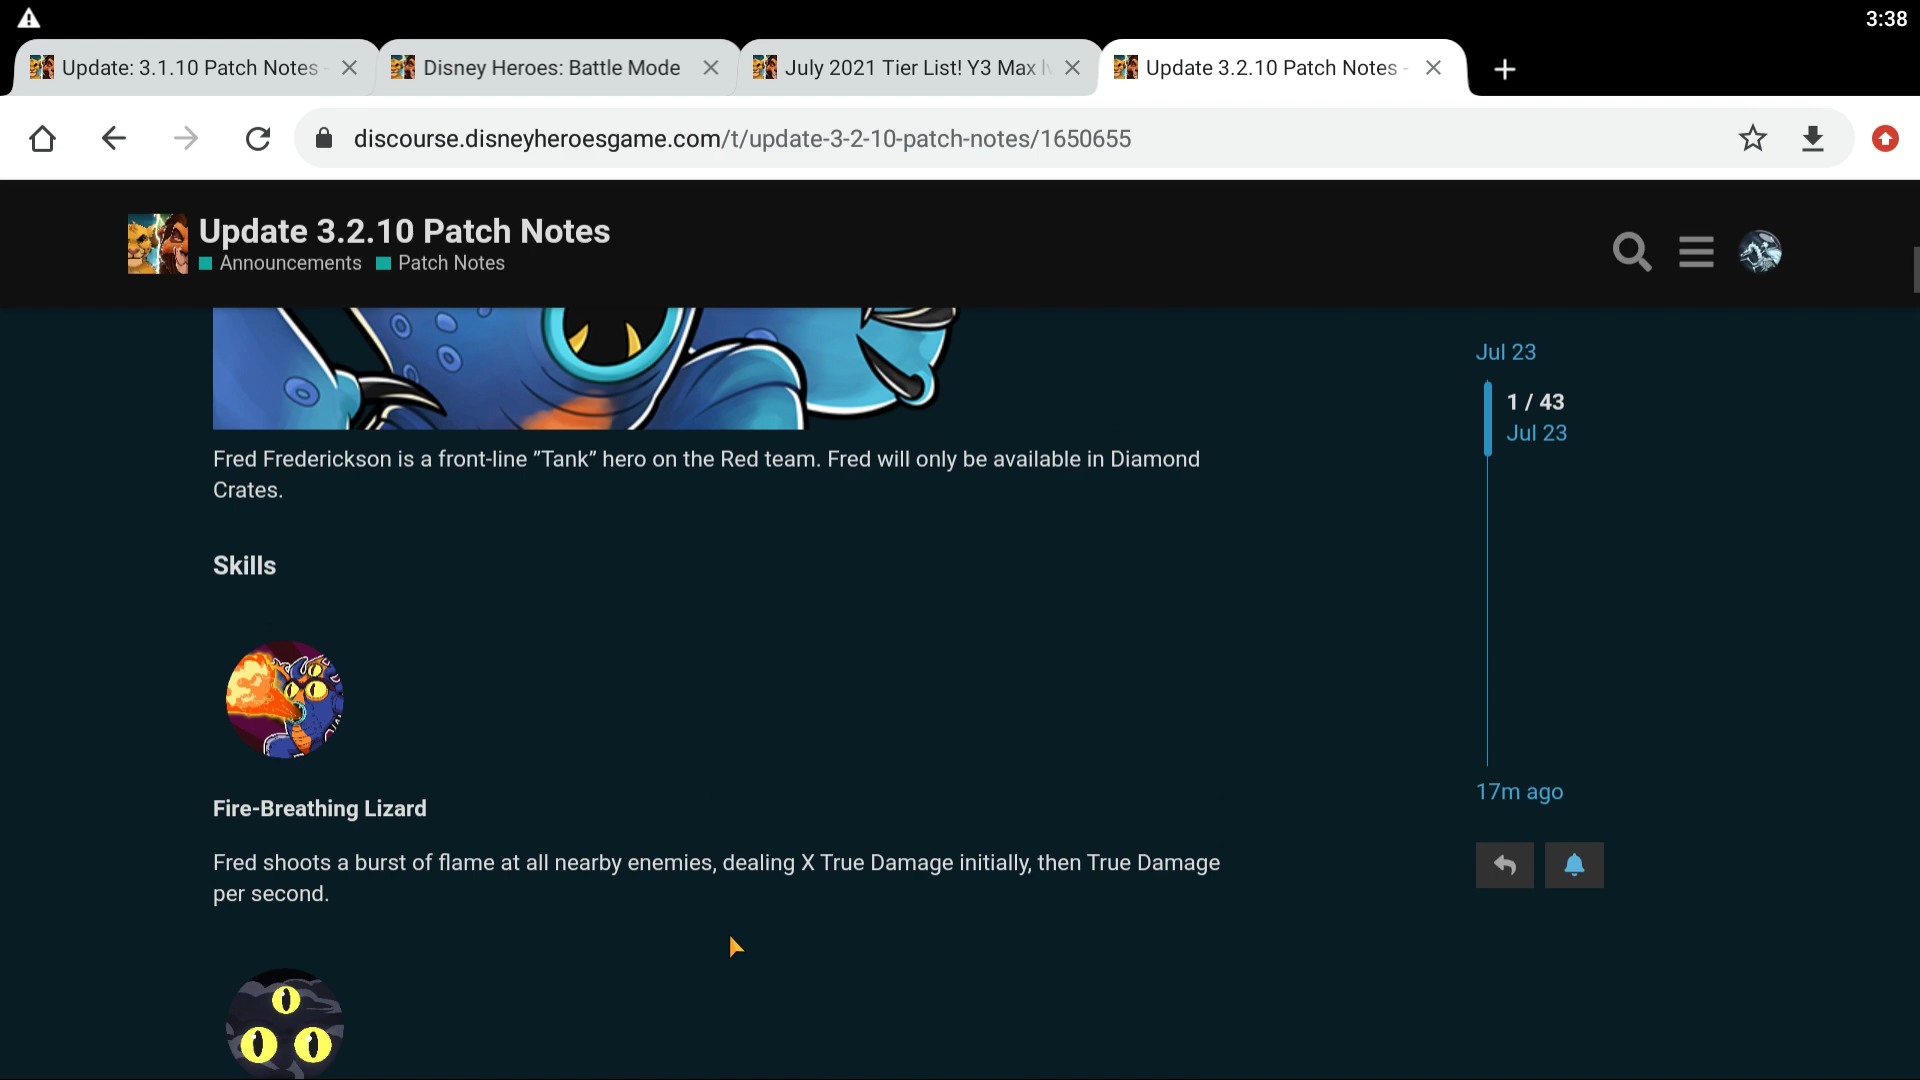 3:38
Update: 3.1.10 Patch Notes -
Disney Heroes: Battle Mode
July 2021 Tier List! Y3 Max lv
Update 3.2.10 Patch Notes -
discourse.disneyheroesgame.com/t/update-3-2-10-patch-notes/1650655
Update 3.2.10 Patch Notes
Announcements Patch Notes
Jul 23
1 / 43
Jul 23
Fred Frederickson is a front-line ”Tank” hero on the Red team. Fred will only be available in Diamond
Crates.
Skills
17m ago
Fire-Breathing Lizard
Fred shoots a burst of flame at all nearby enemies, dealing X True Damage initially, then True Damage
per second.